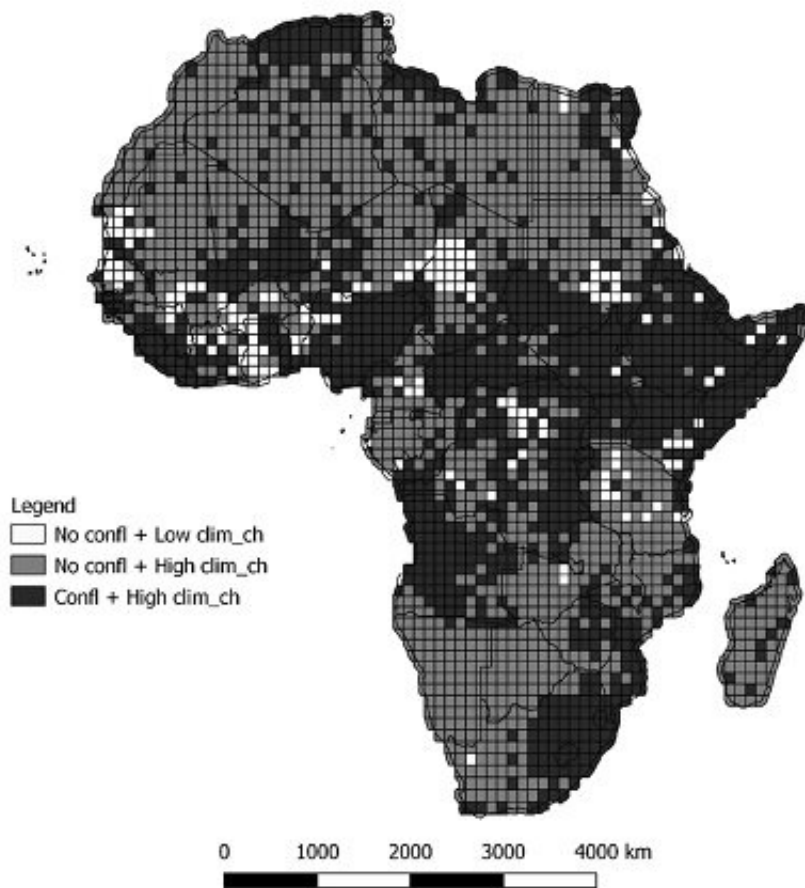 Legend
No confl + Low clim_ch
No confl + High clim_ch
Confl + High clim_ch
0 1000 2000 3000 4000 km